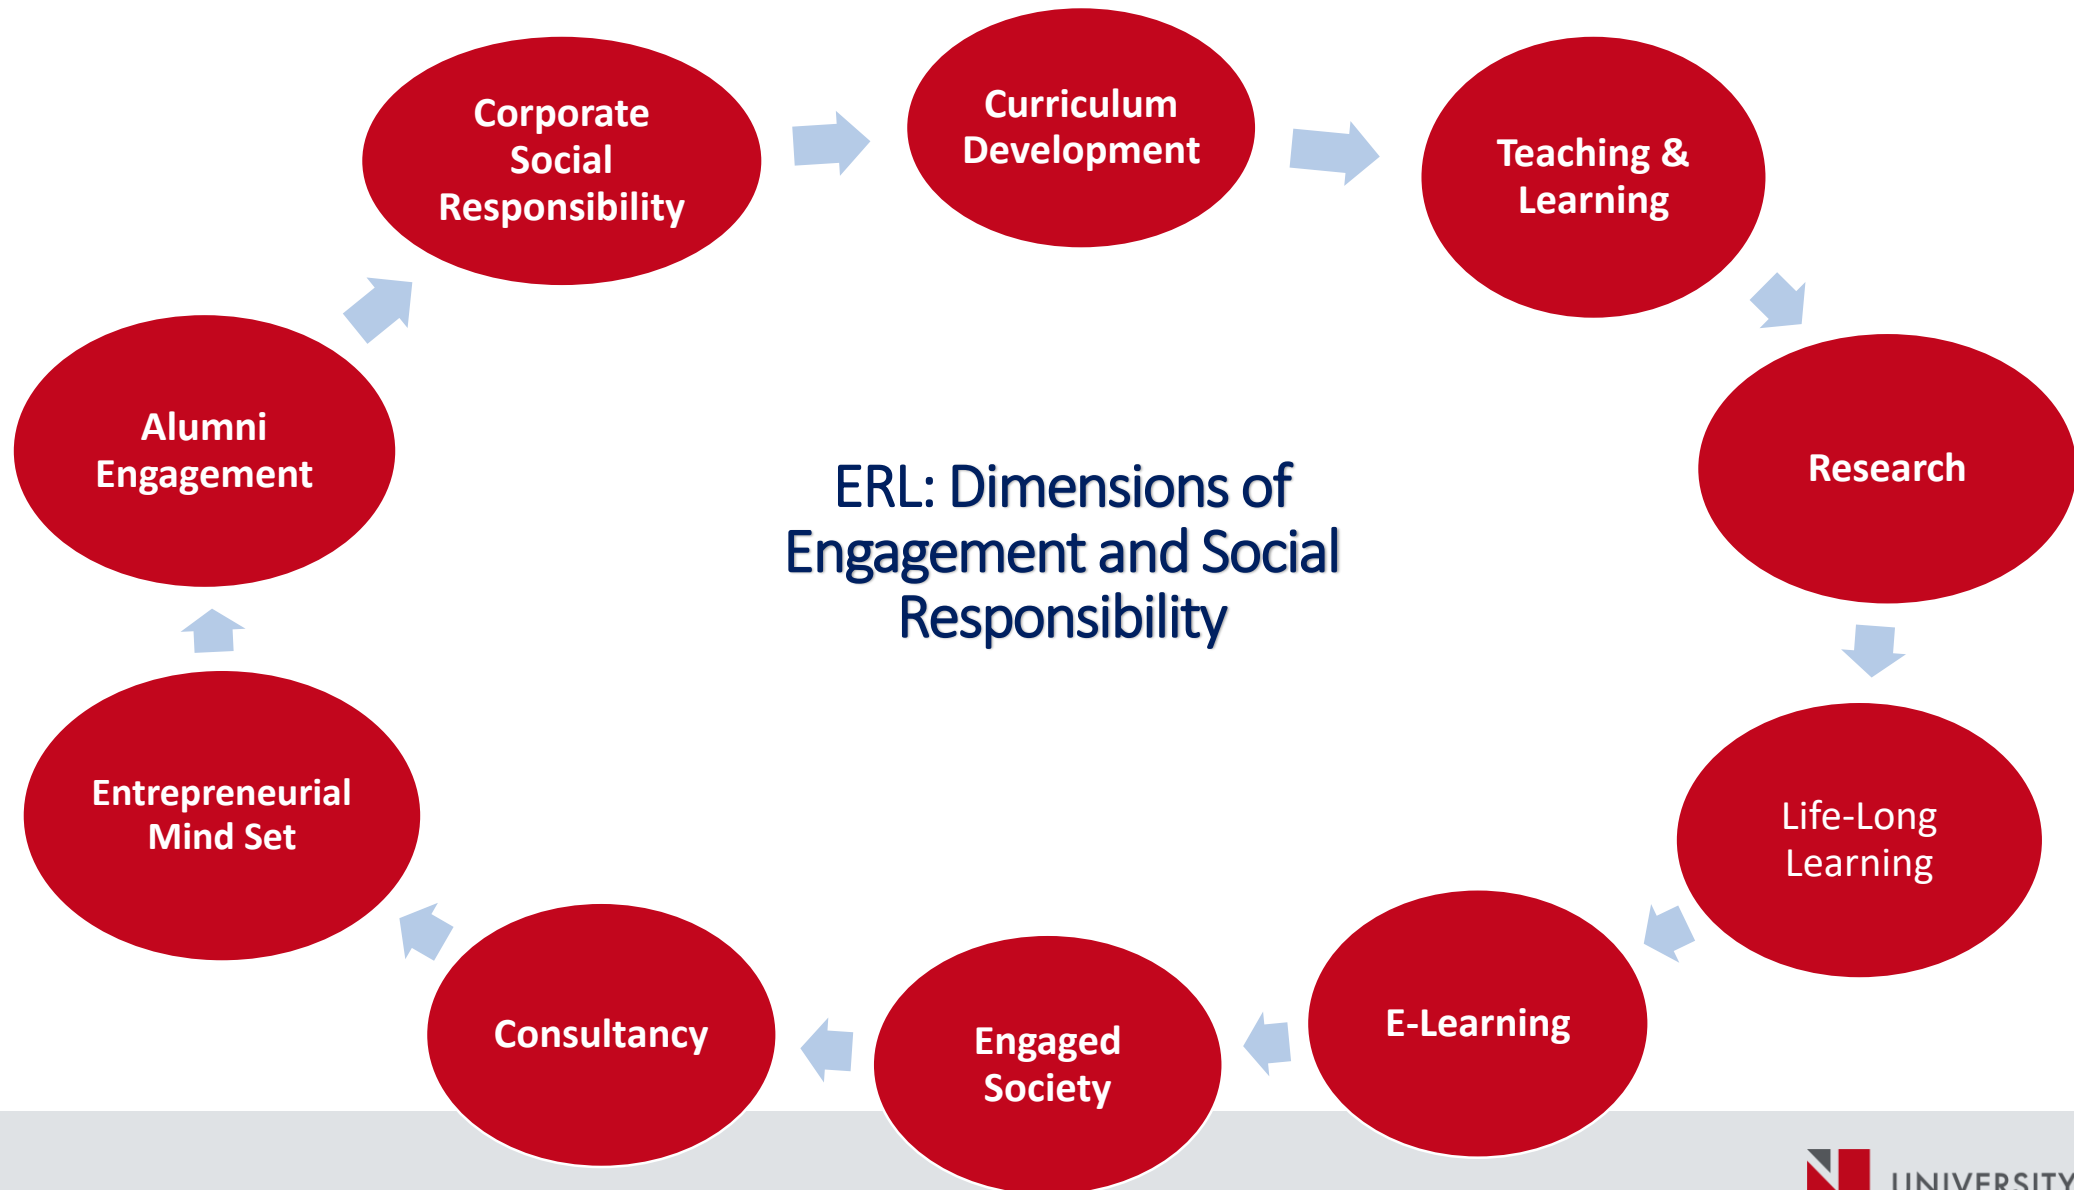 Corporate
Social
Responsibility
Curriculum
Development
Teaching &
Learning
Alumni
Engagement
ERL: Dimensions of
Engagement and Social
Responsibility
Research
Entrepreneurial
Mind Set
Life-Long
Learning
Consultancy
Engaged
Society
E-Learning
UNIVERSITY